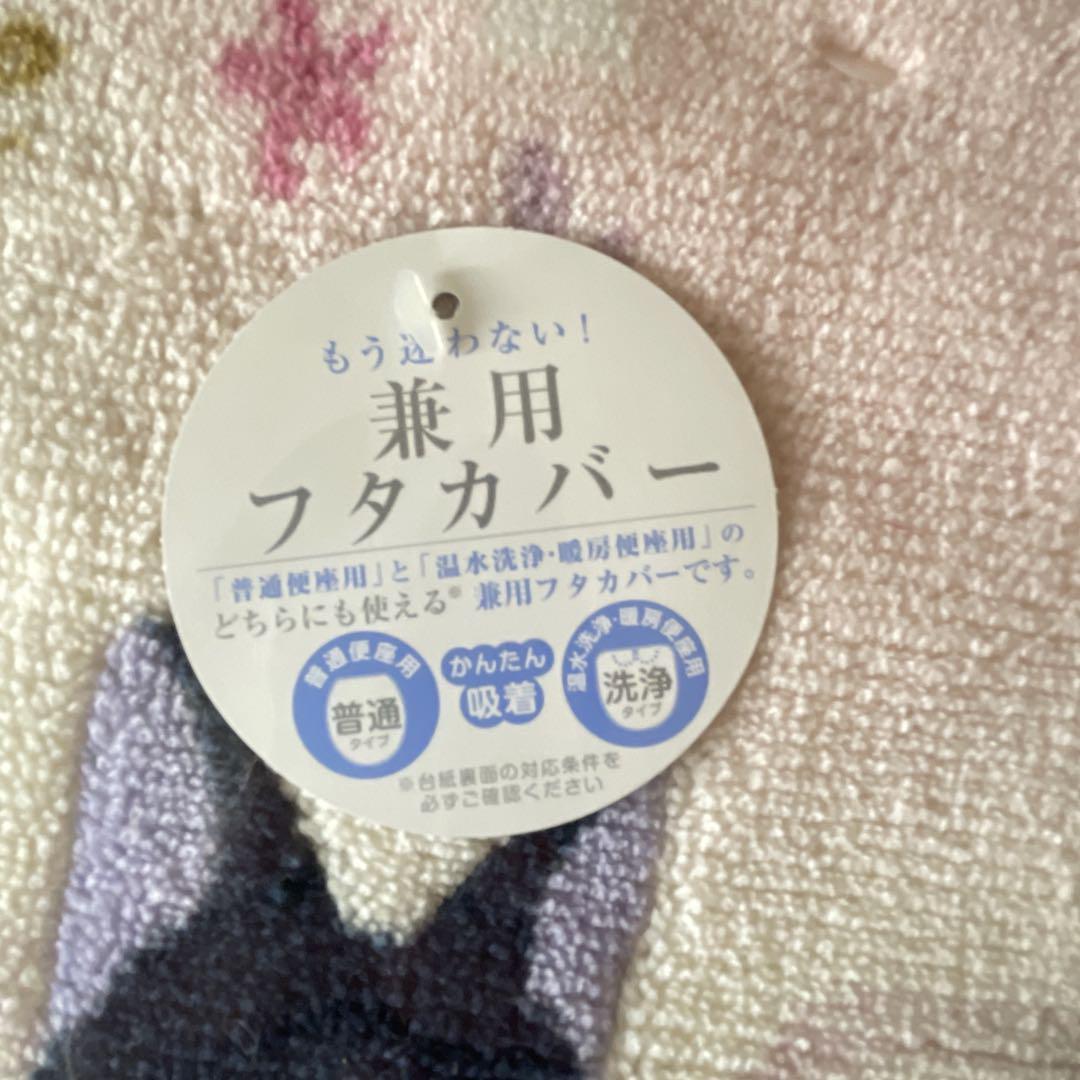 もう迷わない!
兼用
フタカバー
「普通便座用」と「温水洗浄・暖房便座用」の
どちらにも使える※ 兼用フタカバーです。
普通便座用
普通
タイプ
かんたん
吸着
温水洗浄・暖房便座用
洗浄
タイプ
※台紙裏面の対応条件を
必ずご確認ください